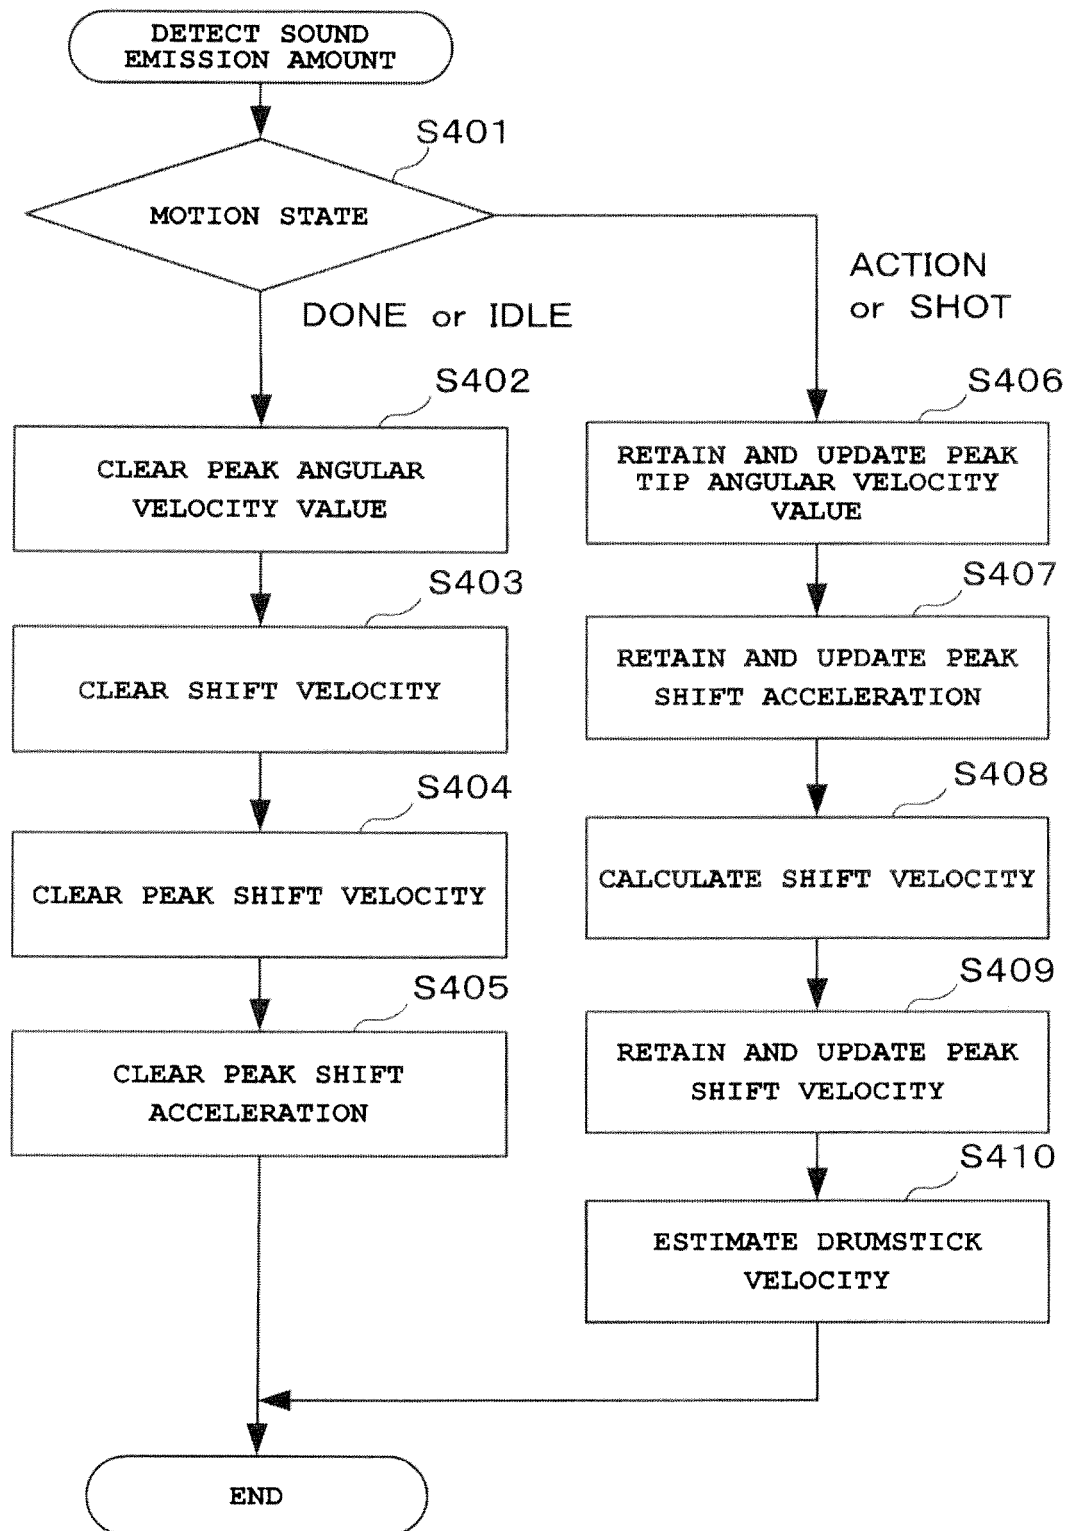 DETECT SOUND
EMISSION AMOUNT
S401
MOTION STATE
DONE or IDLE
ACTION
or SHOT
S402
CLEAR PEAK ANGULAR
VELOCITY VALUE
S403
CLEAR SHIFT VELOCITY
S404
CLEAR PEAK SHIFT VELOCITY
S405
CLEAR PEAK SHIFT
ACCELERATION
S406
RETAIN AND UPDATE PEAK
TIP ANGULAR VELOCITY
VALUE
S407
RETAIN AND UPDATE PEAK
SHIFT ACCELERATION
S408
CALCULATE SHIFT VELOCITY
S409
RETAIN AND UPDATE PEAK
SHIFT VELOCITY
S410
ESTIMATE DRUMSTICK
VELOCITY
END